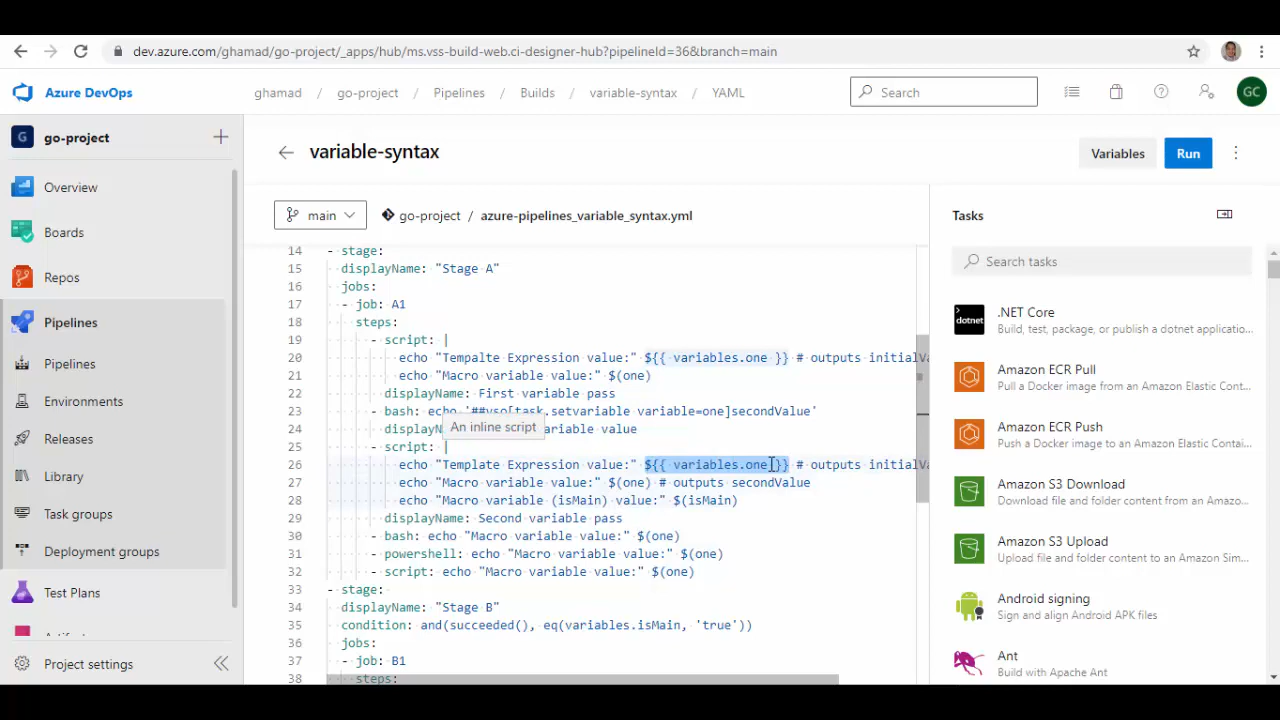 dev.azure.com/ghamad/go-project/_apps/hub/ms.vss-build-web.ci-designer-hub?pipelineId=36&branch=main
Azure DevOps
ghamad / go-project / Pipelines / Builds / variable-syntax / YAML
Search
GC
G go-project
Overview
Boards
Repos
Pipelines
Pipelines
Environments
Releases
Library
Task groups
Deployment groups
Test Plans
Project settings
variable-syntax
Variables
Run
main
go-project / azure-pipelines_variable_syntax.yml
14 - stage:
15 displayName: "Stage A"
16 jobs:
17 - job: A1
18 steps:
19 - script: |
20 echo "Tempalte Expression value:" ${{ variables.one }} # outputs initialV
21 echo "Macro variable value:" $(one)
22 displayName: First variable pass
23 - bash: echo '##vso[task.setvariable variable=one]secondValue'
24 displayN ariable value
An inline script
25 - script: |
26 echo "Template Expression value:" ${{ variables.one }} # outputs initialV
27 echo "Macro variable value:" $(one) # outputs secondValue
28 echo "Macro variable (isMain) value:" $(isMain)
29 displayName: Second variable pass
30 - bash: echo "Macro variable value:" $(one)
31 - powershell: echo "Macro variable value:" $(one)
32 - script: echo "Macro variable value:" $(one)
33 - stage:
34 displayName: "Stage B"
35 condition: and(succeeded(), eq(variables.isMain, 'true'))
36 jobs:
37 - job: B1
38 steps:
Tasks
Search tasks
dotnet
.NET Core
Build, test, package, or publish a dotnet applicatio...
Amazon ECR Pull
Pull a Docker image from an Amazon Elastic Cont...
Amazon ECR Push
Push a Docker image to an Amazon Elastic Conta...
Amazon S3 Download
Download file and folder content from an Amazo...
Amazon S3 Upload
Upload file and folder content to an Amazon Sim...
Android signing
Sign and align Android APK files
Ant
Build with Apache Ant